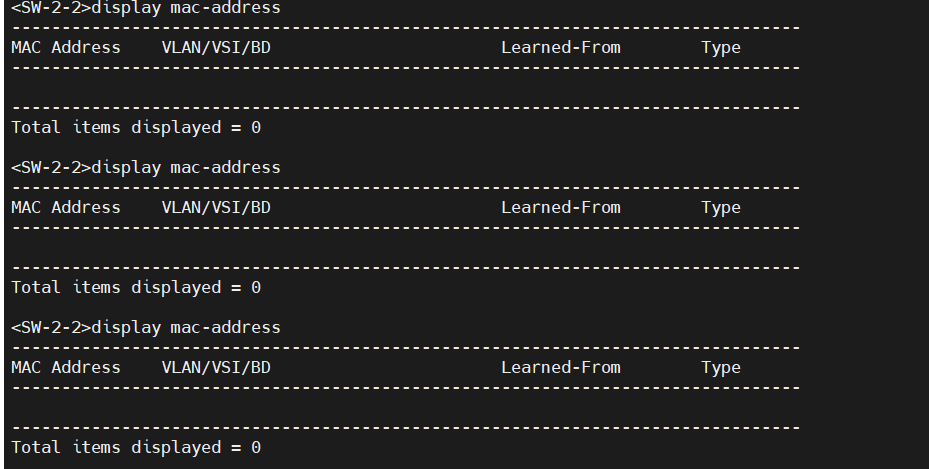 <SW-2-2>display mac-address
-------------------------------------------------------------------------------
MAC Address    VLAN/VSI/BD                       Learned-From        Type
-------------------------------------------------------------------------------
-------------------------------------------------------------------------------
Total items displayed = 0
<SW-2-2>display mac-address
-------------------------------------------------------------------------------
MAC Address    VLAN/VSI/BD                       Learned-From        Type
-------------------------------------------------------------------------------
-------------------------------------------------------------------------------
Total items displayed = 0
<SW-2-2>display mac-address
-------------------------------------------------------------------------------
MAC Address    VLAN/VSI/BD                       Learned-From        Type
-------------------------------------------------------------------------------
-------------------------------------------------------------------------------
Total items displayed = 0